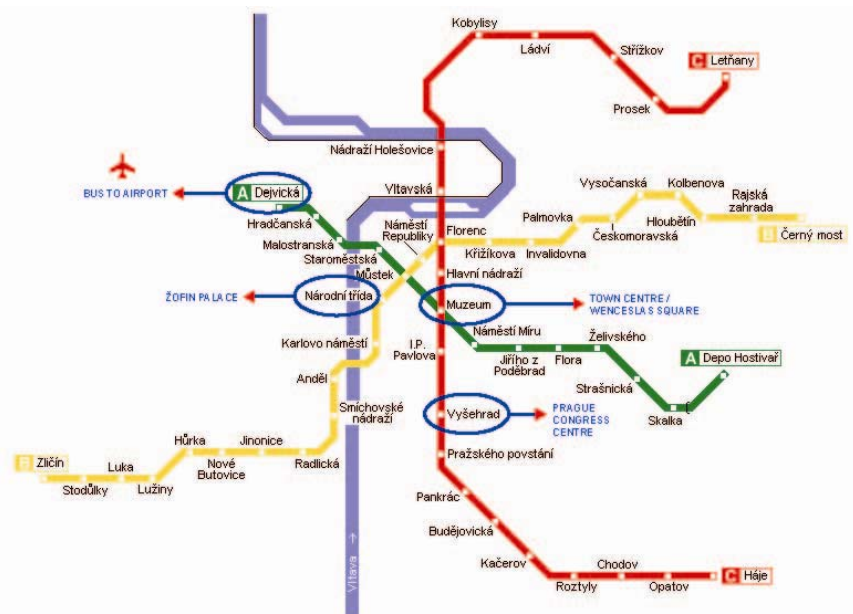 Kobylisy
Ládví
Střížkov
C Letňany
Prosek
Nádraží Holešovice
BUS TO AIRPORT
A Dejvická
Vltavská
Vysočanská
Kolbenova
Rajská
zahrada
Hradčanská
Náměstí
Republiky
Florenc
Palmovka
Hloubětín
B Černý most
Malostranská
Křižíkova
Invalidovna
Českomoravská
Staroměstská
Můstek
Hlavní nádraží
ŽOFIN PALACE
Národní třída
Muzeum
TOWN CENTRE /
WENCESLAS SQUARE
Karlovo náměstí
I.P.
Pavlova
Náměstí Míru
Jiřího z
Poděbrad
Flora
Želivského
A Depo Hostivař
Anděl
Strašnická
Skalka
Smíchovské
nádraží
Vyšehrad
PRAGUE
CONGRESS
CENTRE
B Zličín
Stodůlky
Luka
Lužiny
Hůrka
Nové
Butovice
Jinonice
Radlická
Pražského povstání
Pankrác
Budějovická
Kačerov
Roztyly
Chodov
Opatov
C Háje
Vltava →